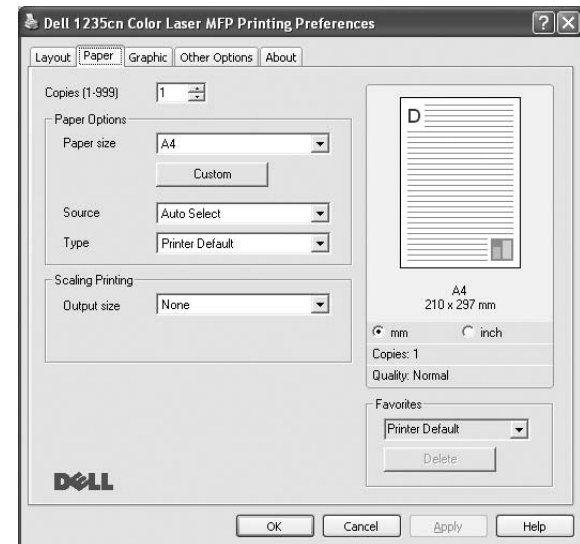 Dell 1235cn Color Laser MFP Printing Preferences
Layout Paper Graphic Other Options About
Copies (1-999) 1
Paper Options
Paper size A4
Custom
Source Auto Select
Type Printer Default
Scaling Printing
Output size None
D
A4
210 x 297 mm
mm inch
Copies: 1
Quality: Normal
Favorites
Printer Default
Delete
DELL
OK Cancel Apply Help